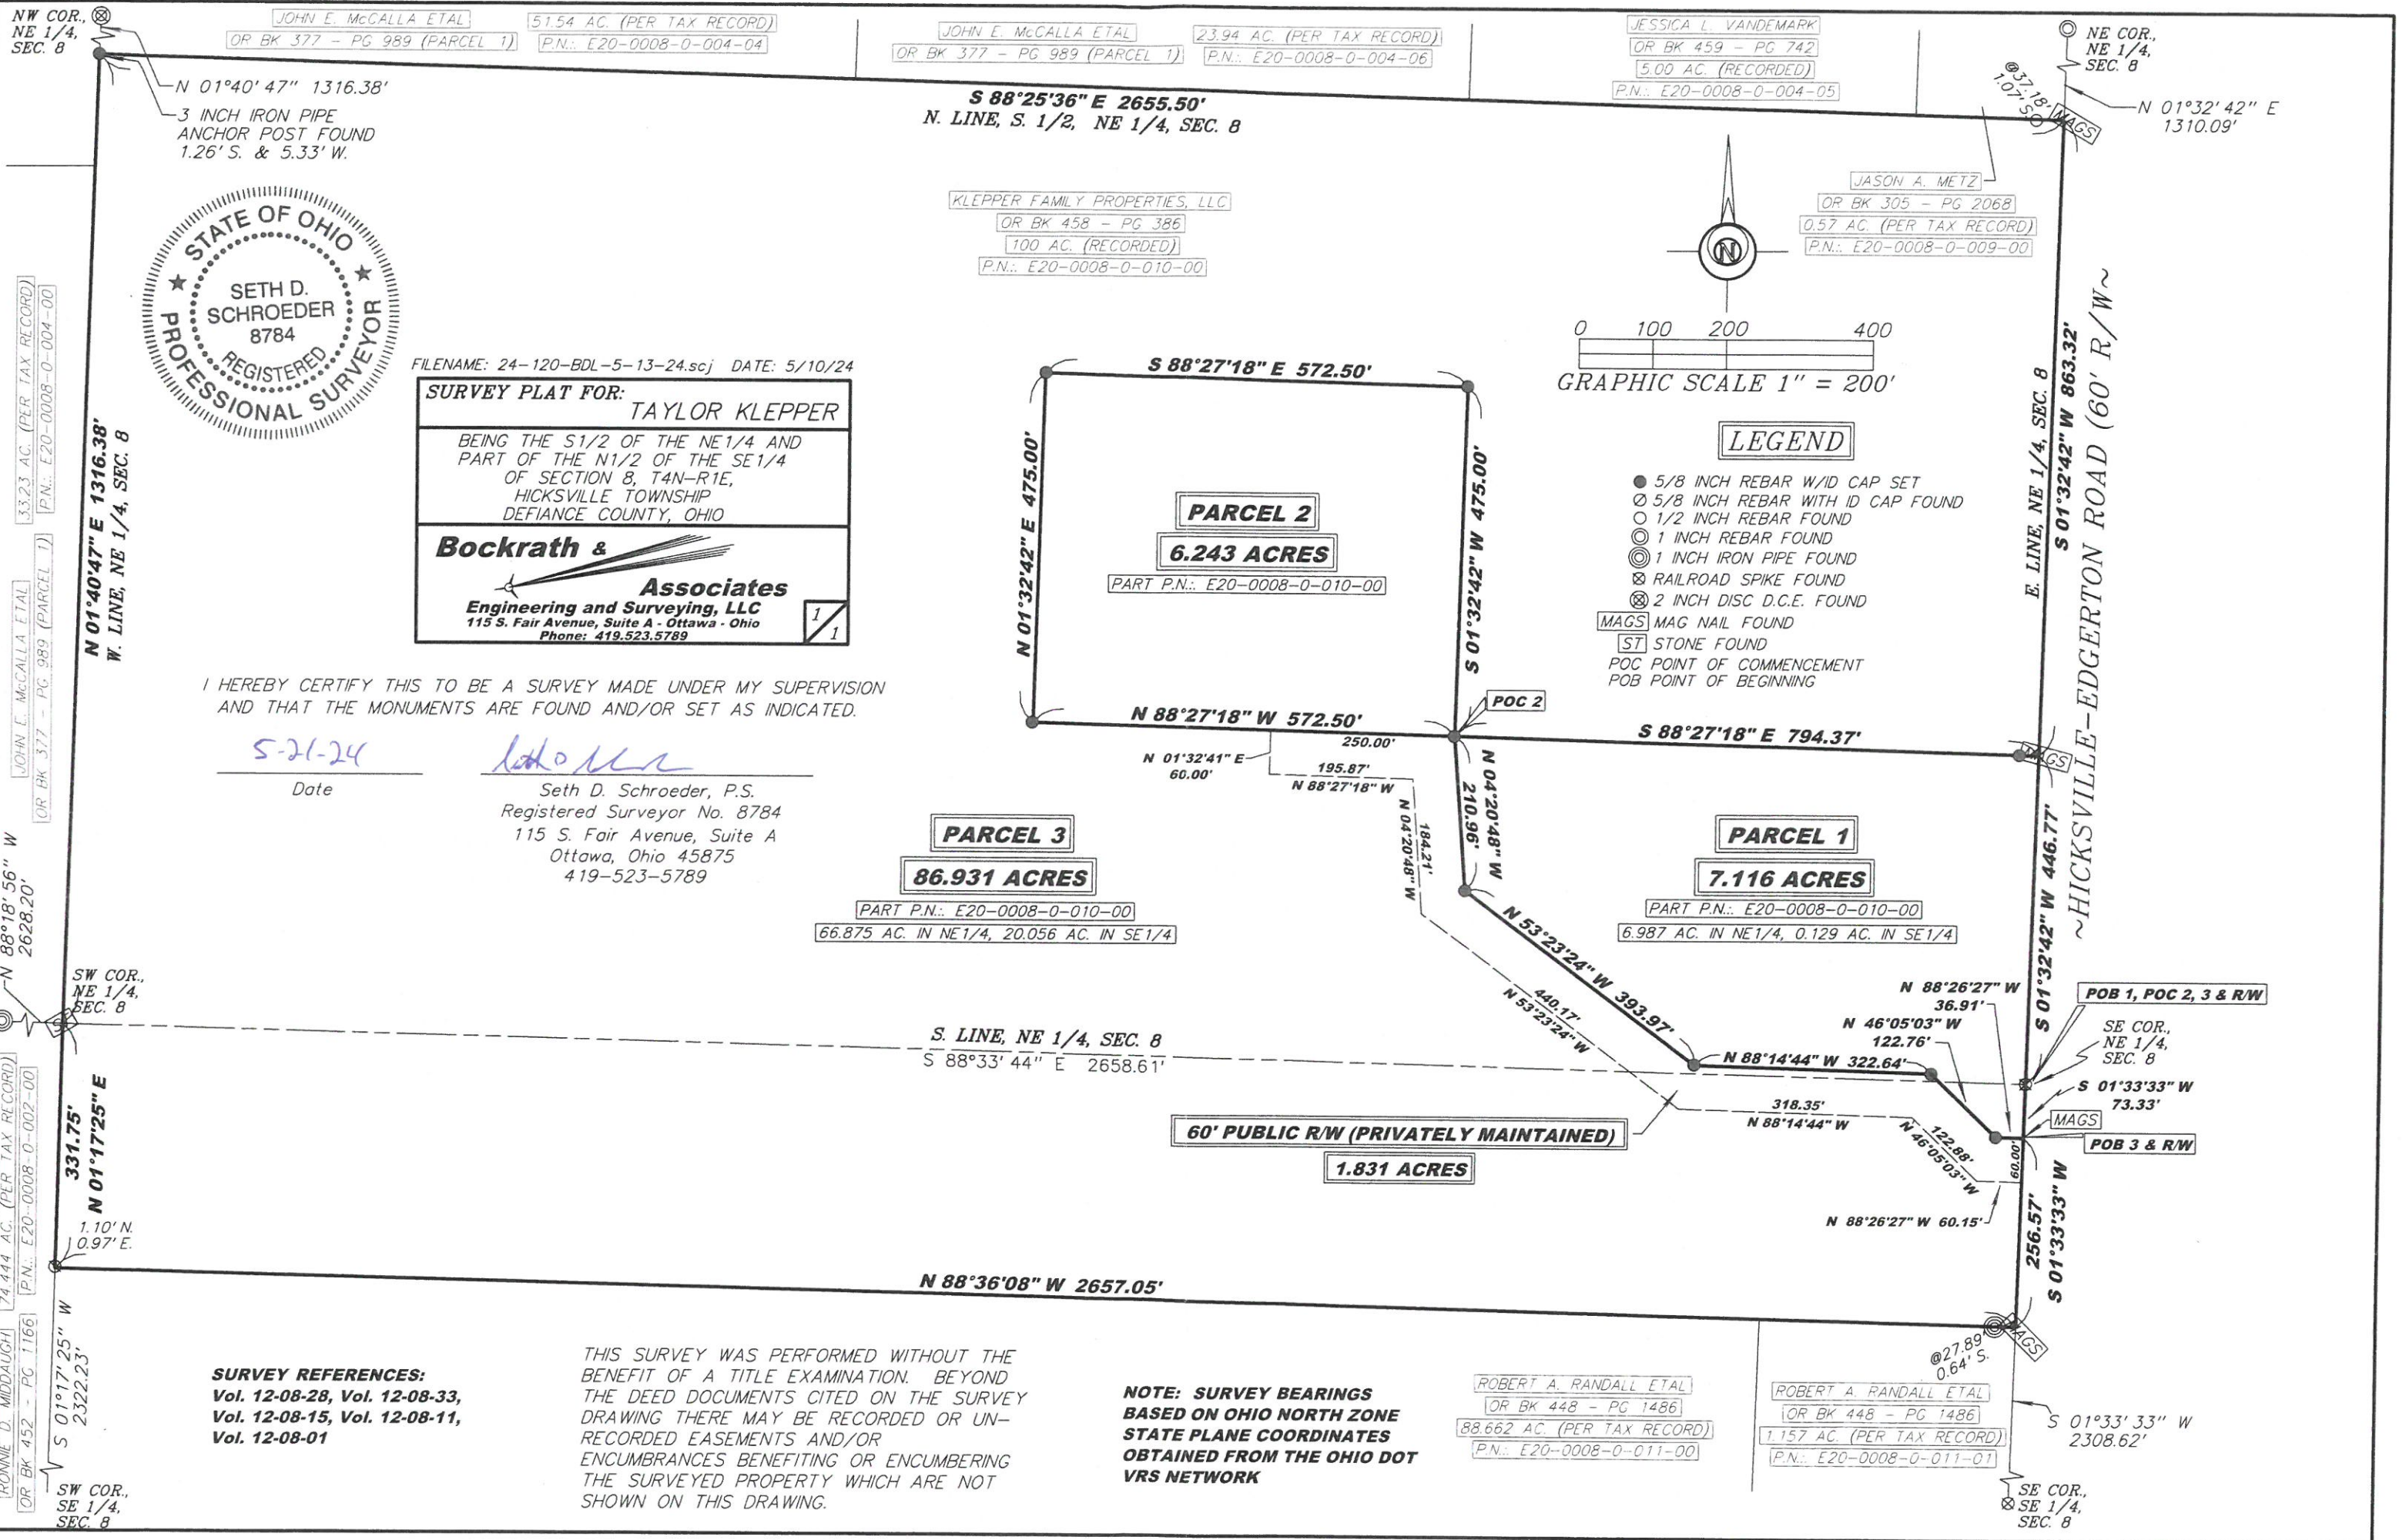 NW COR.,
NE 1/4,
SEC. 8
JOHN E. McCALLA ETAL
OR BK 377 - PG 989 (PARCEL 1)
51.54 AC. (PER TAX RECORD)
P.N.: E20-0008-0-004-04
JOHN E. McCALLA ETAL
OR BK 377 - PG 989 (PARCEL 1)
23.94 AC. (PER TAX RECORD)
P.N.: E20-0008-0-004-06
JESSICA L. VANDEMARK
OR BK 459 - PG 742
5.00 AC. (RECORDED)
P.N.: E20-0008-0-004-05
NE COR.,
NE 1/4,
SEC. 8
@37.18'
1.07' S.
MAGS
N 01°32'42" E
1310.09'
N 01°40'47" 1316.38'
3 INCH IRON PIPE
ANCHOR POST FOUND
1.26' S. & 5.33' W.
S 88°25'36" E 2655.50'
N. LINE, S. 1/2, NE 1/4, SEC. 8
JASON A. METZ
OR BK 305 - PG 2068
0.57 AC. (PER TAX RECORD)
P.N.: E20-0008-0-009-00
KLEPPER FAMILY PROPERTIES, LLC
OR BK 458 - PG 386
100 AC. (RECORDED)
P.N.: E20-0008-0-010-00
N
0 100 200 400
GRAPHIC SCALE 1" = 200'
STATE OF OHIO
SETH D.
SCHROEDER
8784
REGISTERED
PROFESSIONAL SURVEYOR
33.23 AC. (PER TAX RECORD)
P.N.: E20-0008-0-004-00
JOHN E. McCALLA ETAL
OR BK 377 - PG 989 (PARCEL 1)
N 01°40'47" E 1316.38'
W. LINE, NE 1/4, SEC. 8
FILENAME: 24-120-BDL-5-13-24.scj DATE: 5/10/24
SURVEY PLAT FOR:
TAYLOR KLEPPER
BEING THE S1/2 OF THE NE1/4 AND
PART OF THE N1/2 OF THE SE1/4
OF SECTION 8, T4N-R1E,
HICKSVILLE TOWNSHIP
DEFIANCE COUNTY, OHIO
Bockrath &
Associates
Engineering and Surveying, LLC
115 S. Fair Avenue, Suite A - Ottawa - Ohio
Phone: 419.523.5789
1/1
I HEREBY CERTIFY THIS TO BE A SURVEY MADE UNDER MY SUPERVISION
AND THAT THE MONUMENTS ARE FOUND AND/OR SET AS INDICATED.
5-21-24
Date
Seth D. Schroeder, P.S.
Registered Surveyor No. 8784
115 S. Fair Avenue, Suite A
Ottawa, Ohio 45875
419-523-5789
S 88°27'18" E 572.50'
N 01°32'42" E 475.00'
S 01°32'42" W 475.00'
PARCEL 2
6.243 ACRES
PART P.N.: E20-0008-0-010-00
N 88°27'18" W 572.50'
POC 2
LEGEND
5/8 INCH REBAR W/ID CAP SET
5/8 INCH REBAR WITH ID CAP FOUND
1/2 INCH REBAR FOUND
1 INCH REBAR FOUND
1 INCH IRON PIPE FOUND
RAILROAD SPIKE FOUND
2 INCH DISC D.C.E. FOUND
MAGS MAG NAIL FOUND
ST STONE FOUND
POC POINT OF COMMENCEMENT
POB POINT OF BEGINNING
E. LINE, NE 1/4, SEC. 8
S 01°32'42" W 863.32'
~HICKSVILLE-EDGERTON ROAD (60' R/W~
S 88°27'18" E 794.37'
MAGS
250.00'
N 01°32'41" E
60.00'
195.87'
N 88°27'18" W
184.21'
N 04°20'48" W
N 04°20'48" W
210.96'
PARCEL 3
86.931 ACRES
PART P.N.: E20-0008-0-010-00
66.875 AC. IN NE1/4, 20.056 AC. IN SE1/4
PARCEL 1
7.116 ACRES
PART P.N.: E20-0008-0-010-00
6.987 AC. IN NE1/4, 0.129 AC. IN SE1/4
S 01°32'42" W 446.77'
N 53°23'24" W 393.97'
440.17'
N 53°23'24" W
N 88°26'27" W
36.91'
N 46°05'03" W
122.76'
POB 1, POC 2, 3 & R/W
SE COR.,
NE 1/4,
SEC. 8
S 01°33'33" W
73.33'
MAGS
POB 3 & R/W
N 88°18'56" W
2628.20'
SW COR.,
NE 1/4,
SEC. 8
S. LINE, NE 1/4, SEC. 8
S 88°33'44" E 2658.61'
N 88°14'44" W 322.64'
318.35'
N 88°14'44" W
122.88'
N 46°05'03" W
60.00'
N 88°26'27" W 60.15'
60' PUBLIC R/W (PRIVATELY MAINTAINED)
1.831 ACRES
256.57'
S 01°33'33" W
331.75'
N 01°17'25" E
1.10' N.
0.97' E.
74.444 AC. (PER TAX RECORD)
P.N.: E20-0008-0-002-00
RONNIE D. MIDDAUGH
OR BK 452 - PG 1166
S 01°17'25" W
2322.23'
N 88°36'08" W 2657.05'
@27.89'
0.64' S.
MAGS
SURVEY REFERENCES:
Vol. 12-08-28, Vol. 12-08-33,
Vol. 12-08-15, Vol. 12-08-11,
Vol. 12-08-01
THIS SURVEY WAS PERFORMED WITHOUT THE
BENEFIT OF A TITLE EXAMINATION. BEYOND
THE DEED DOCUMENTS CITED ON THE SURVEY
DRAWING THERE MAY BE RECORDED OR UN-
RECORDED EASEMENTS AND/OR
ENCUMBRANCES BENEFITING OR ENCUMBERING
THE SURVEYED PROPERTY WHICH ARE NOT
SHOWN ON THIS DRAWING.
NOTE: SURVEY BEARINGS
BASED ON OHIO NORTH ZONE
STATE PLANE COORDINATES
OBTAINED FROM THE OHIO DOT
VRS NETWORK
ROBERT A. RANDALL ETAL
OR BK 448 - PG 1486
88.662 AC. (PER TAX RECORD)
P.N.: E20-0008-0-011-00
ROBERT A. RANDALL ETAL
OR BK 448 - PG 1486
1.157 AC. (PER TAX RECORD)
P.N.: E20-0008-0-011-01
S 01°33'33" W
2308.62'
SW COR.,
SE 1/4,
SEC. 8
SE COR.,
SE 1/4,
SEC. 8